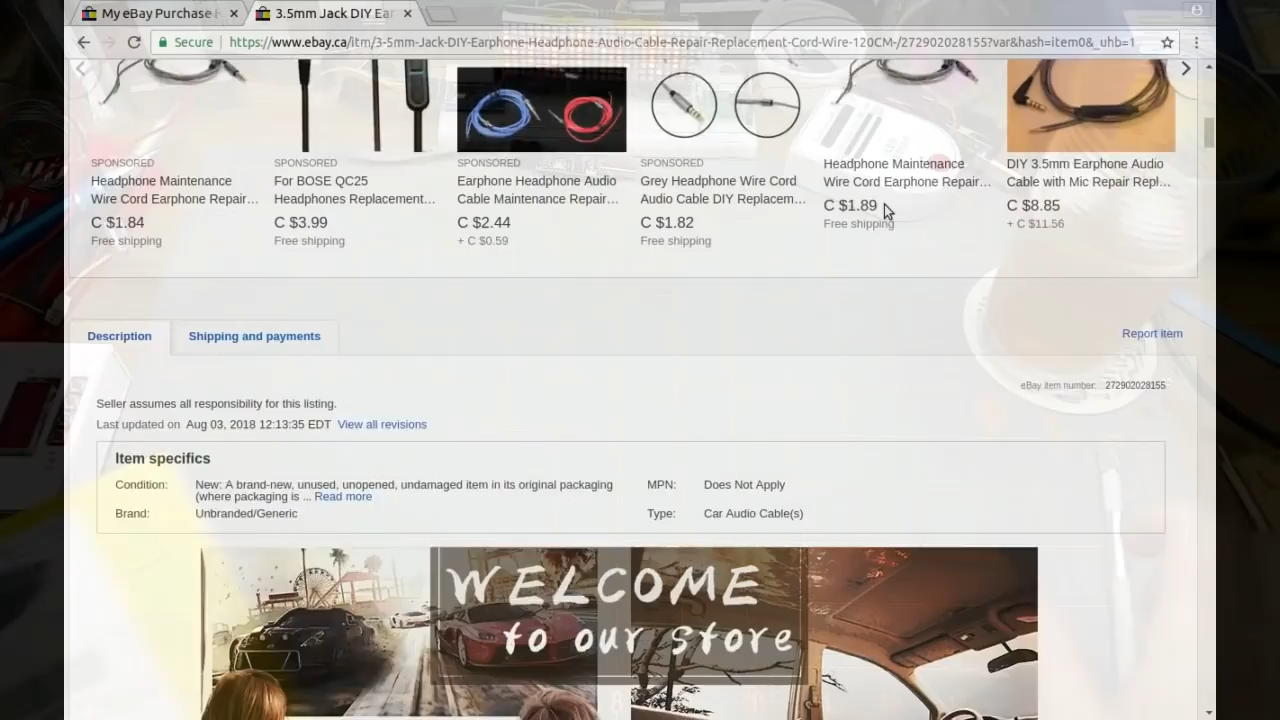 My eBay Purchase
3.5mm Jack DIY Ear
Secure
https://www.ebay.ca/itm/3-5mm-Jack-DIY-Earphone-Headphone-Audio-Cable-Repair-Replacement-Cord-Wire-120CM-/272902028155?var&hash=item0&_uhb=1
SPONSORED
Headphone Maintenance
Wire Cord Earphone Repair…
C $1.84
Free shipping
SPONSORED
For BOSE QC25
Headphones Replacement…
C $3.99
Free shipping
SPONSORED
Earphone Headphone Audio
Cable Maintenance Repair…
C $2.44
+ C $0.59
SPONSORED
Grey Headphone Wire Cord
Audio Cable DIY Replacem…
C $1.82
Free shipping
Headphone Maintenance
Wire Cord Earphone Repair…
C $1.89
Free shipping
DIY 3.5mm Earphone Audio
Cable with Mic Repair Repl…
C $8.85
+ C $11.56
Description
Shipping and payments
Report item
eBay item number: 272902028155
Seller assumes all responsibility for this listing.
Last updated on Aug 03, 2018 12:13:35 EDT View all revisions
Item specifics
Condition: New: A brand-new, unused, unopened, undamaged item in its original packaging
(where packaging is ... Read more
MPN: Does Not Apply
Brand: Unbranded/Generic
Type: Car Audio Cable(s)
WELCOME
to our store